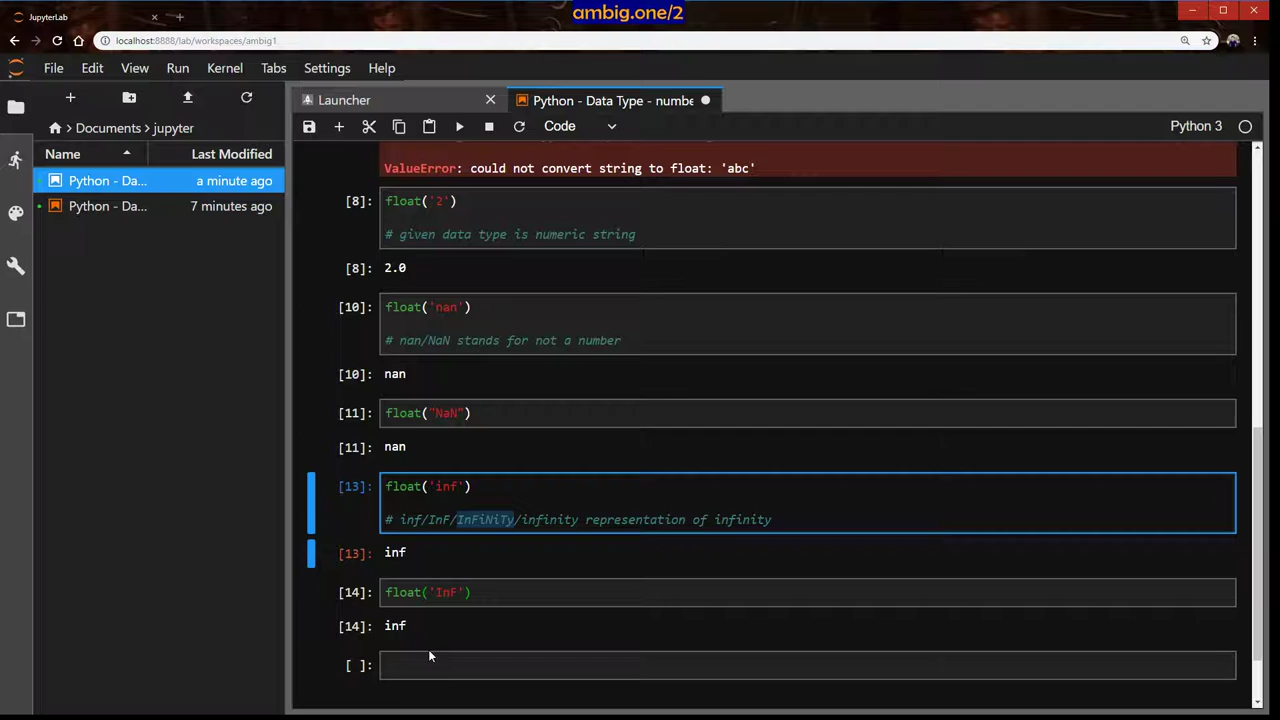 ambig.one/2
JupyterLab
localhost:8888/lab/workspaces/ambig1
File Edit View Run Kernel Tabs Settings Help
Launcher
Python - Data Type - numbe
Documents jupyter
Code
Python 3
Name Last Modified
Python - Da... a minute ago
Python - Da... 7 minutes ago
ValueError: could not convert string to float: 'abc'
[8]: float('2')
# given data type is numeric string
[8]: 2.0
[10]: float('nan')
# nan/NaN stands for not a number
[10]: nan
[11]: float("NaN")
[11]: nan
[13]: float('inf')
# inf/InF/InFiNiTy/infinity representation of infinity
[13]: inf
[14]: float('InF')
[14]: inf
[ ]: